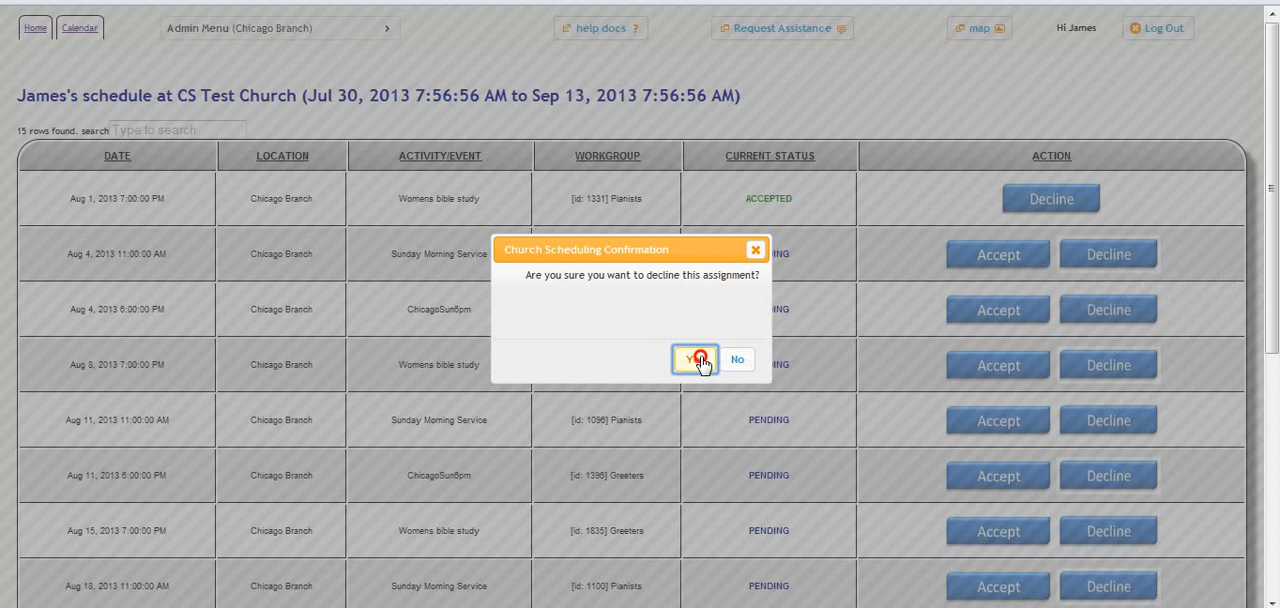 Home Calendar Admin Menu (Chicago Branch) help docs ? Request Assistance map Hi James Log Out
James's schedule at CS Test Church (Jul 30, 2013 7:56:56 AM to Sep 13, 2013 7:56:56 AM)
15 rows found. search Type to search
DATE LOCATION ACTIVITY/EVENT WORKGROUP CURRENT STATUS ACTION
Aug 1, 2013 7:00:00 PM Chicago Branch Womens bible study [id: 1331] Pianists ACCEPTED Decline
Aug 4, 2013 11:00:00 AM Chicago Branch Sunday Morning Service Accept Decline
Church Scheduling Confirmation
Are you sure you want to decline this assignment?
Aug 4, 2013 6:00:00 PM Chicago Branch ChicagoSun6pm Accept Decline
No
Aug 8, 2013 7:00:00 PM Chicago Branch Womens bible study Accept Decline
Aug 11, 2013 11:00:00 AM Chicago Branch Sunday Morning Service [id: 1096] Pianists PENDING Accept Decline
Aug 11, 2013 6:00:00 PM Chicago Branch ChicagoSun6pm [id: 1396] Greeters PENDING Accept Decline
Aug 15, 2013 7:00:00 PM Chicago Branch Womens bible study [id: 1835] Greeters PENDING Accept Decline
Aug 18, 2013 11:00:00 AM Chicago Branch Sunday Morning Service [id: 1100] Pianists PENDING Accept Decline